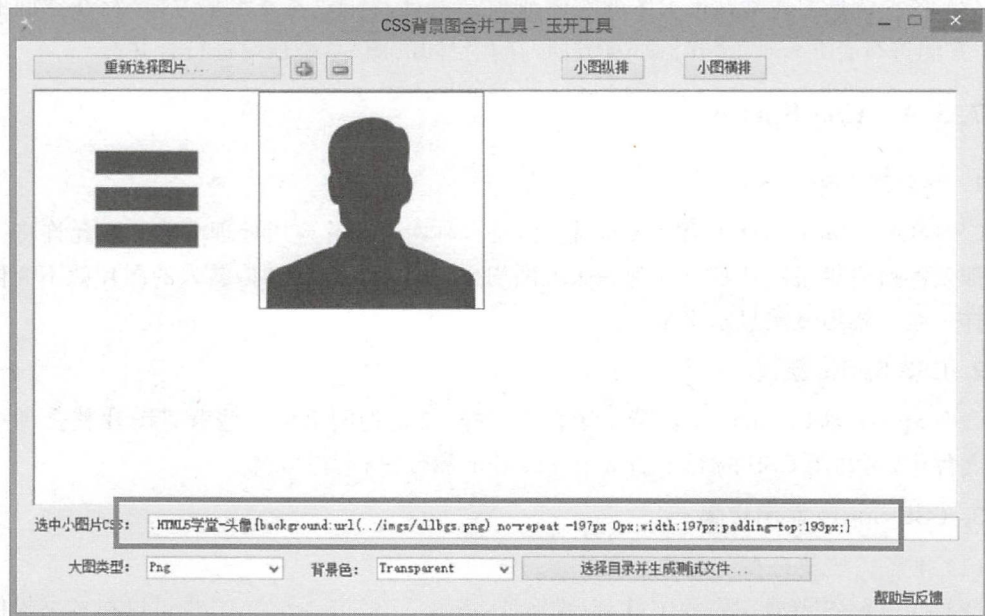 CSS背景图合并工具 - 玉开工具
重新选择图片...
小图纵排
小图横排
选中小图片CSS:
.HTML5学堂-头像{background:url(../imgs/allbgs.png) no-repeat -197px 0px;width:197px;padding-top:193px;}
大图类型:
Png
背景色:
Transparent
选择目录并生成测试文件...
帮助与反馈